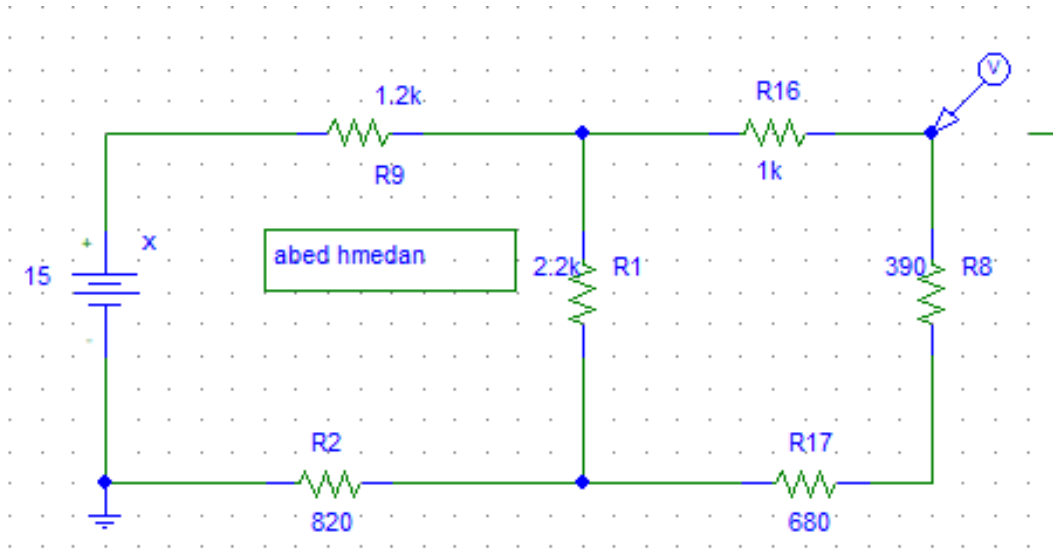 V
1.2k
R16
R9
1k
+
x
abed hmedan
15
2.2k
R1
390
R8
-
R2
R17
820
680